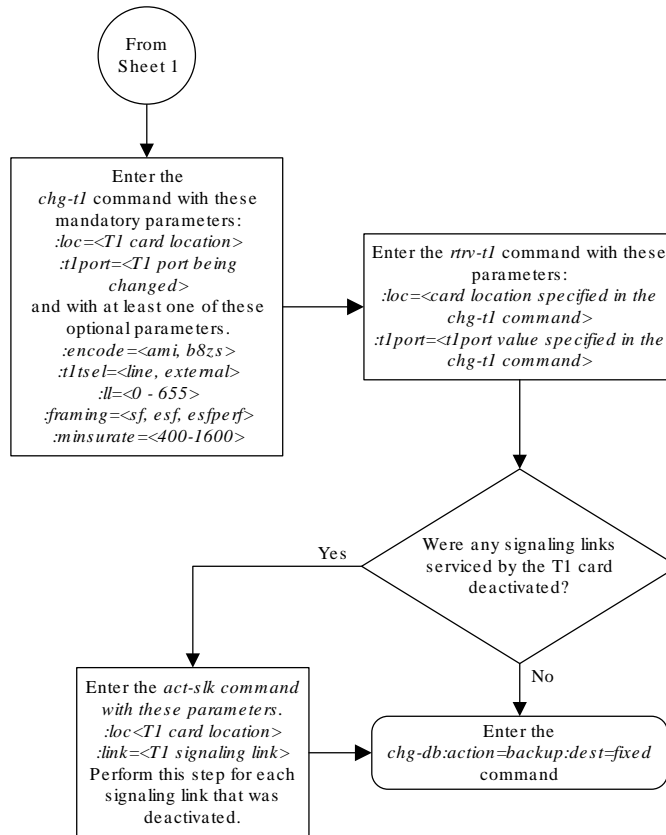 From
Sheet 1
Enter the
chg-t1 command with these
mandatory parameters:
:loc=<T1 card location>
:t1port=<T1 port being
changed>
and with at least one of these
optional parameters.
:encode=<ami, b8zs>
:t1tsel=<line, external>
:ll=<0 - 655>
:framing=<sf, esf, esfperf>
:minsurate=<400-1600>
Enter the rtrv-t1 command with these
parameters:
:loc=<card location specified in the
chg-t1 command>
:t1port=<t1port value specified in the
chg-t1 command>
Were any signaling links
serviced by the T1 card
deactivated?
Yes
No
Enter the act-slk command
with these parameters.
:loc<T1 card location>
:link=<T1 signaling link>
Perform this step for each
signaling link that was
deactivated.
Enter the
chg-db:action=backup:dest=fixed
command